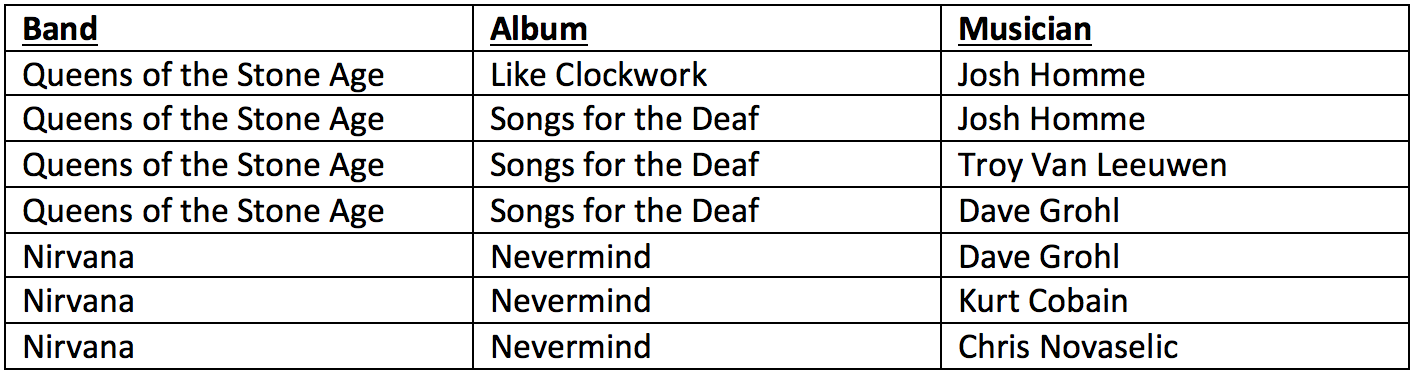 Band Album Musician
Queens of the Stone Age Like Clockwork Josh Homme
Queens of the Stone Age Songs for the Deaf Josh Homme
Queens of the Stone Age Songs for the Deaf Troy Van Leeuwen
Queens of the Stone Age Songs for the Deaf Dave Grohl
Nirvana Nevermind Dave Grohl
Nirvana Nevermind Kurt Cobain
Nirvana Nevermind Chris Novaselic